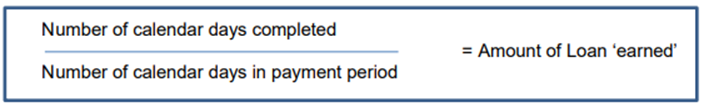 Number of calendar days completed
= Amount of Loan ‘earned’
Number of calendar days in payment period